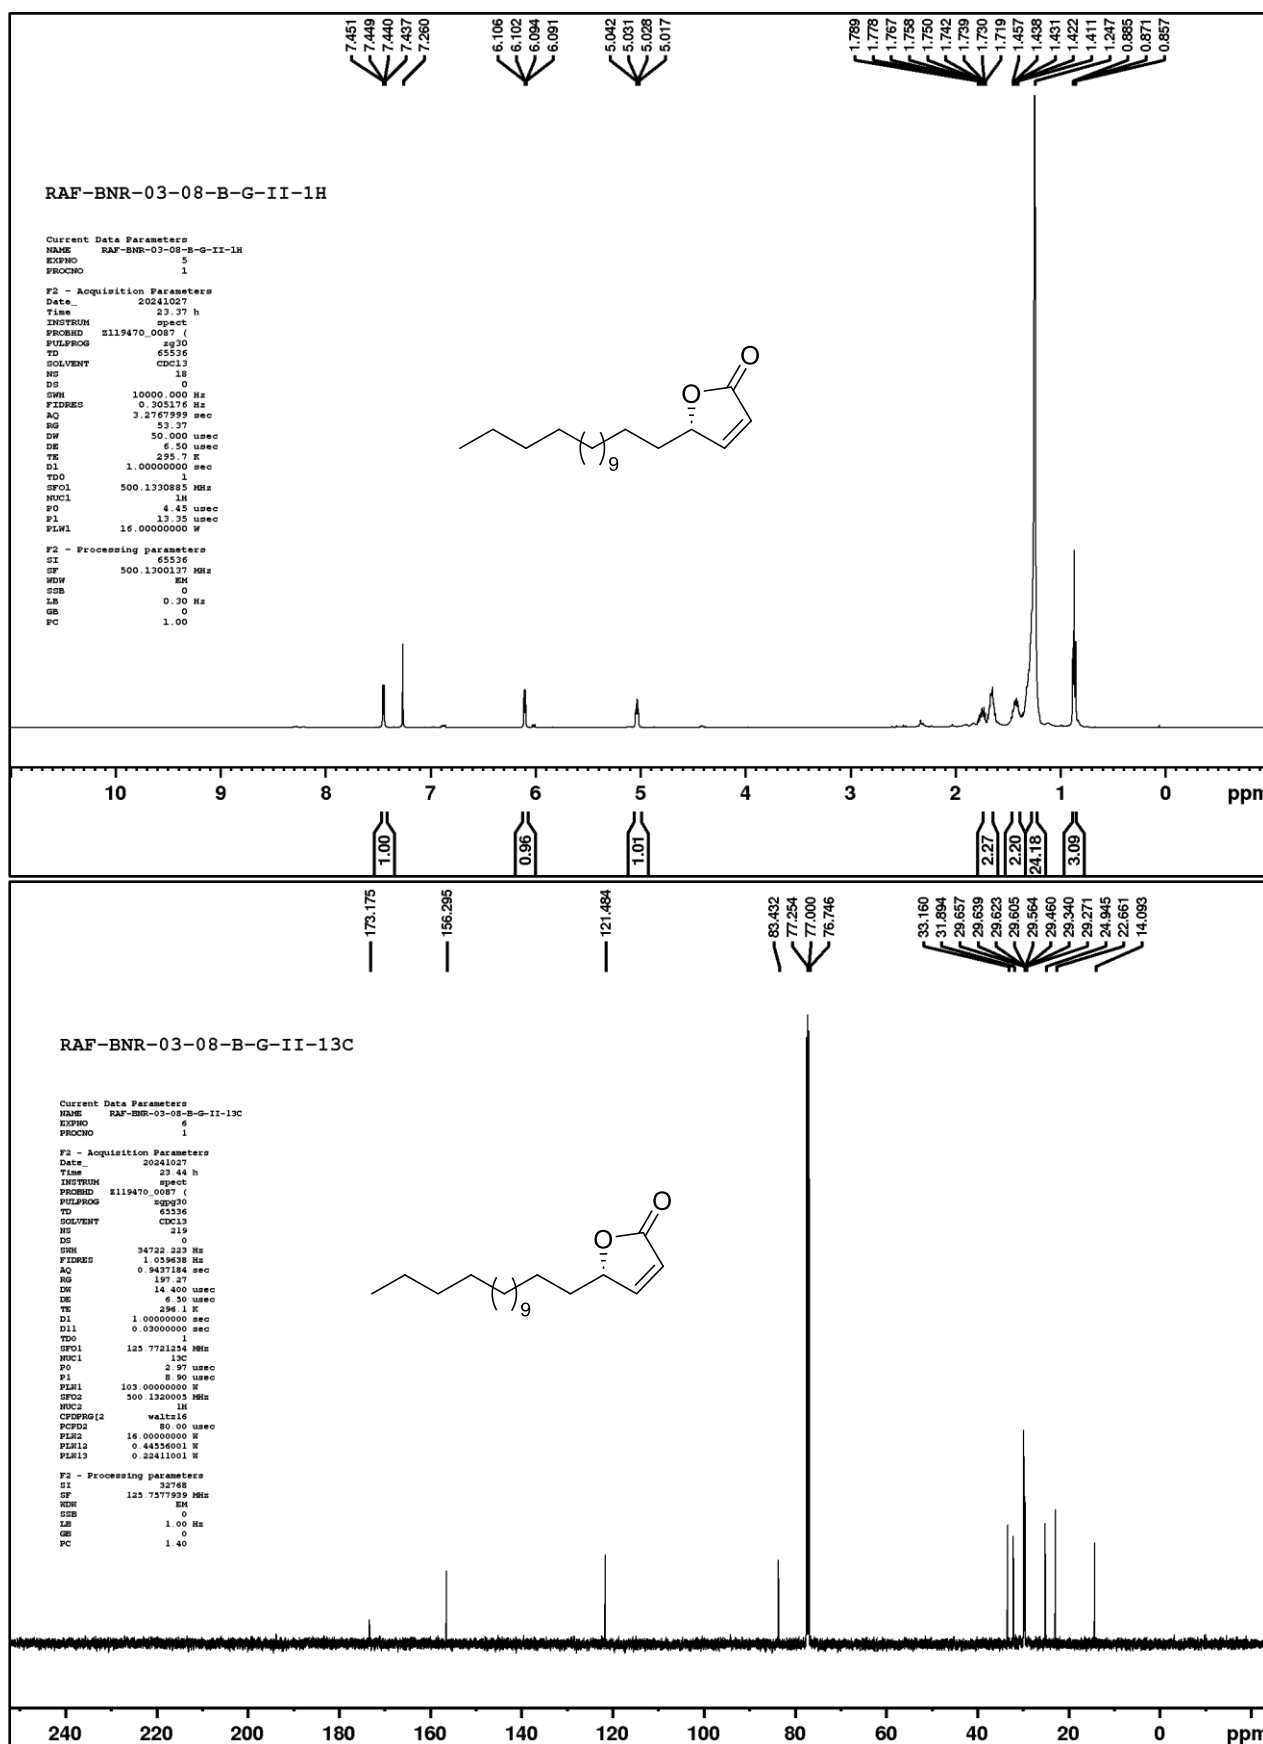 7.451
7.449
7.440
7.437
7.260
6.106
6.102
6.094
6.091
5.042
5.031
5.028
5.017
1.789
1.778
1.767
1.758
1.750
1.742
1.739
1.730
1.719
1.457
1.438
1.431
1.422
1.411
1.247
0.885
0.871
0.857
RAF-BNR-03-08-B-G-II-1H
Current Data Parameters
NAME RAF-BNR-03-08-B-G-II-1H
EXPNO 5
PROCNO 1
F2 - Acquisition Parameters
Date_ 20241027
Time 23.37 h
INSTRUM spect
PROBHD Z119470_0087 (
PULPROG zg30
TD 65536
SOLVENT CDCl3
NS 18
DS 0
SWH 10000.000 Hz
FIDRES 0.305176 Hz
AQ 3.2767999 sec
RG 53.37
DW 50.000 usec
DE 6.50 usec
TE 295.7 K
D1 1.00000000 sec
TD0 1
SFO1 500.1330885 MHz
NUC1 1H
P0 4.45 usec
P1 13.35 usec
PLW1 16.00000000 W
F2 - Processing parameters
SI 65536
SF 500.1300137 MHz
WDW EM
SSB 0
LB 0.30 Hz
GB 0
PC 1.00
O
O
9
10 9 8 7 6 5 4 3 2 1 0 ppm
1.00
0.96
1.01
2.27
2.20
24.18
3.09
173.175
156.295
121.484
83.432
77.254
77.000
76.746
33.160
31.894
29.657
29.639
29.623
29.605
29.564
29.460
29.340
29.271
24.945
22.661
14.093
RAF-BNR-03-08-B-G-II-13C
Current Data Parameters
NAME RAF-BNR-03-08-B-G-II-13C
EXPNO 6
PROCNO 1
F2 - Acquisition Parameters
Date_ 20241027
Time 23.44 h
INSTRUM spect
PROBHD Z119470_0087 (
PULPROG zgpg30
TD 65536
SOLVENT CDCl3
NS 219
DS 0
SWH 34722.223 Hz
FIDRES 1.059638 Hz
AQ 0.9437184 sec
RG 197.27
DW 14.400 usec
DE 6.50 usec
TE 296.1 K
D1 1.00000000 sec
D11 0.03000000 sec
TD0 1
SFO1 125.7721254 MHz
NUC1 13C
P0 2.97 usec
P1 8.90 usec
PLW1 103.00000000 W
SFO2 500.1320005 MHz
NUC2 1H
CPDPRG[2 waltz16
PCPD2 80.00 usec
PLW2 16.00000000 W
PLW12 0.44556001 W
PLW13 0.22411001 W
F2 - Processing parameters
SI 32768
SF 125.7577939 MHz
WDW EM
SSB 0
LB 1.00 Hz
GB 0
PC 1.40
O
O
9
240 220 200 180 160 140 120 100 80 60 40 20 0 ppm